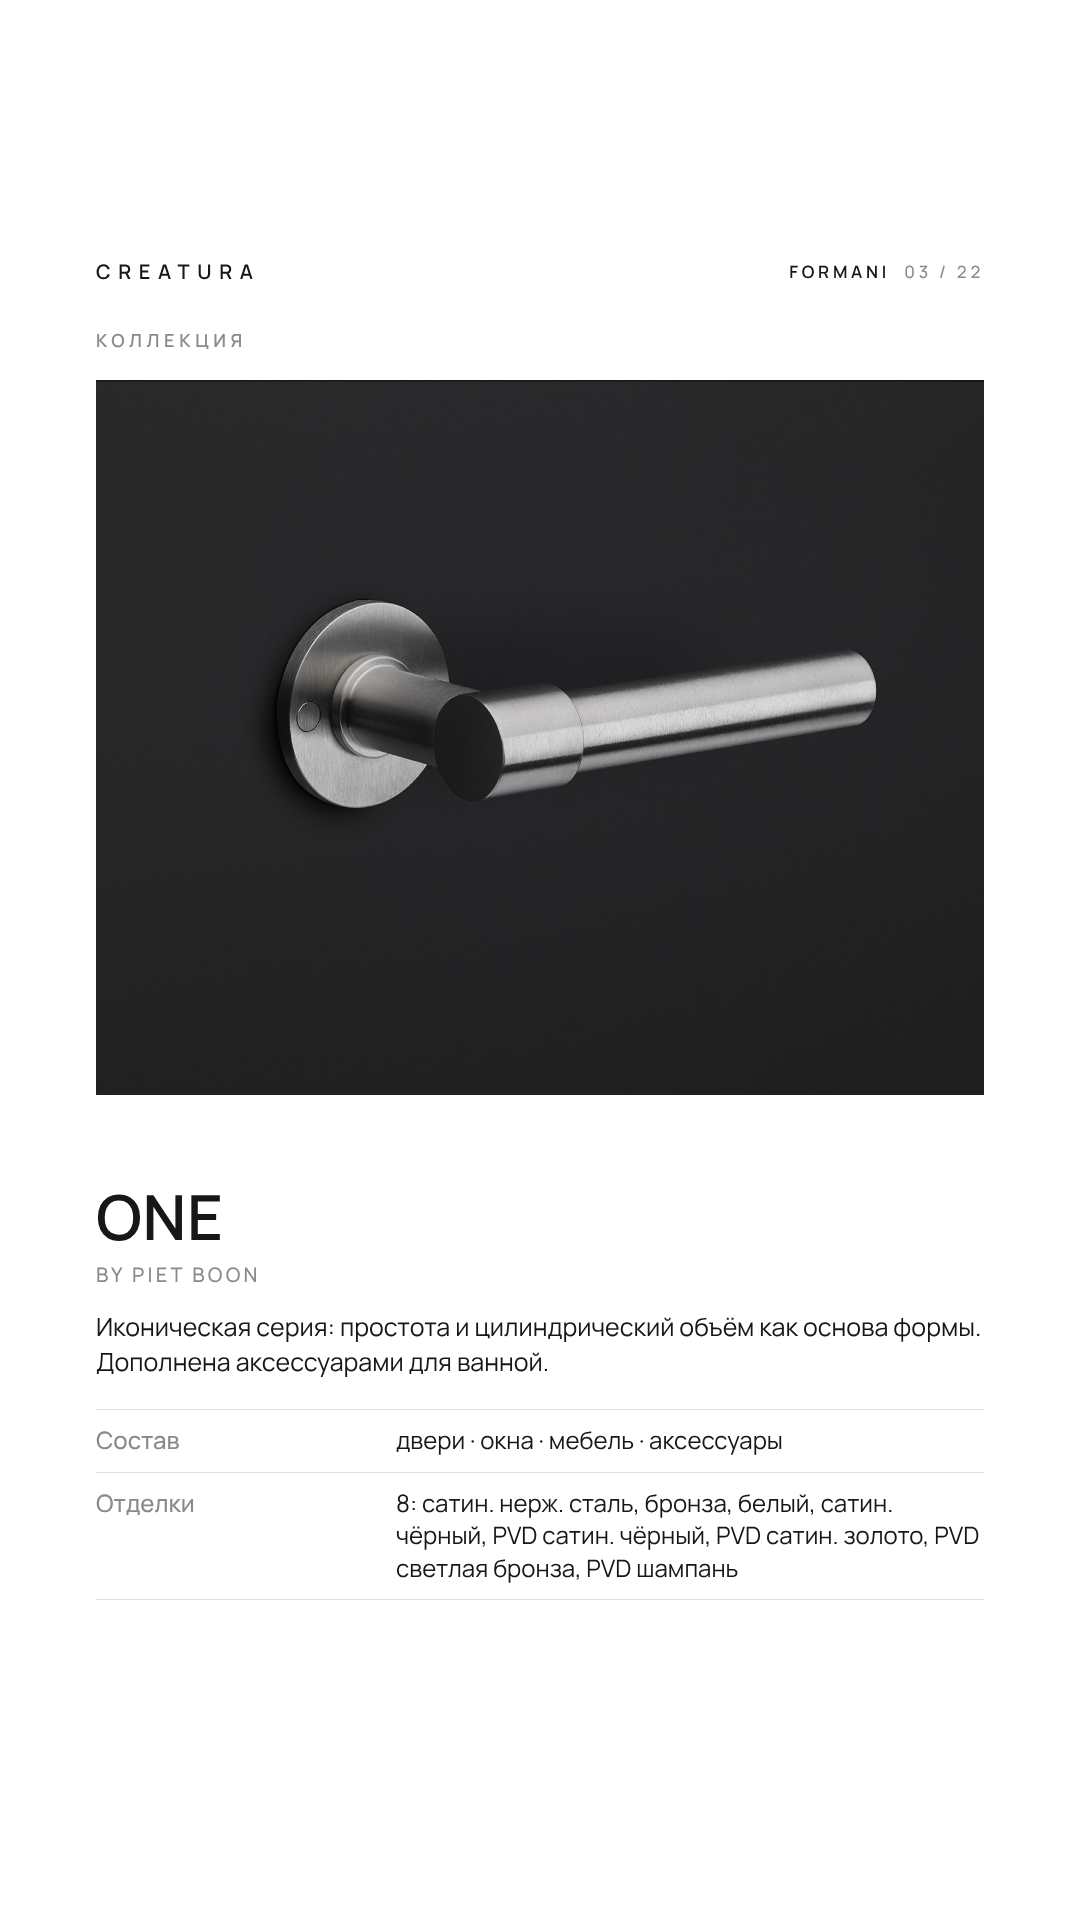 CREATURA
FORMANI 03 / 22
КОЛЛЕКЦИЯ
ONE
BY PIET BOON
Иконическая серия: простота и цилиндрический объём как основа формы.
Дополнена аксессуарами для ванной.
Состав
двери · окна · мебель · аксессуары
Отделки
8: сатин. нерж. сталь, бронза, белый, сатин.
чёрный, PVD сатин. чёрный, PVD сатин. золото, PVD
светлая бронза, PVD шампань